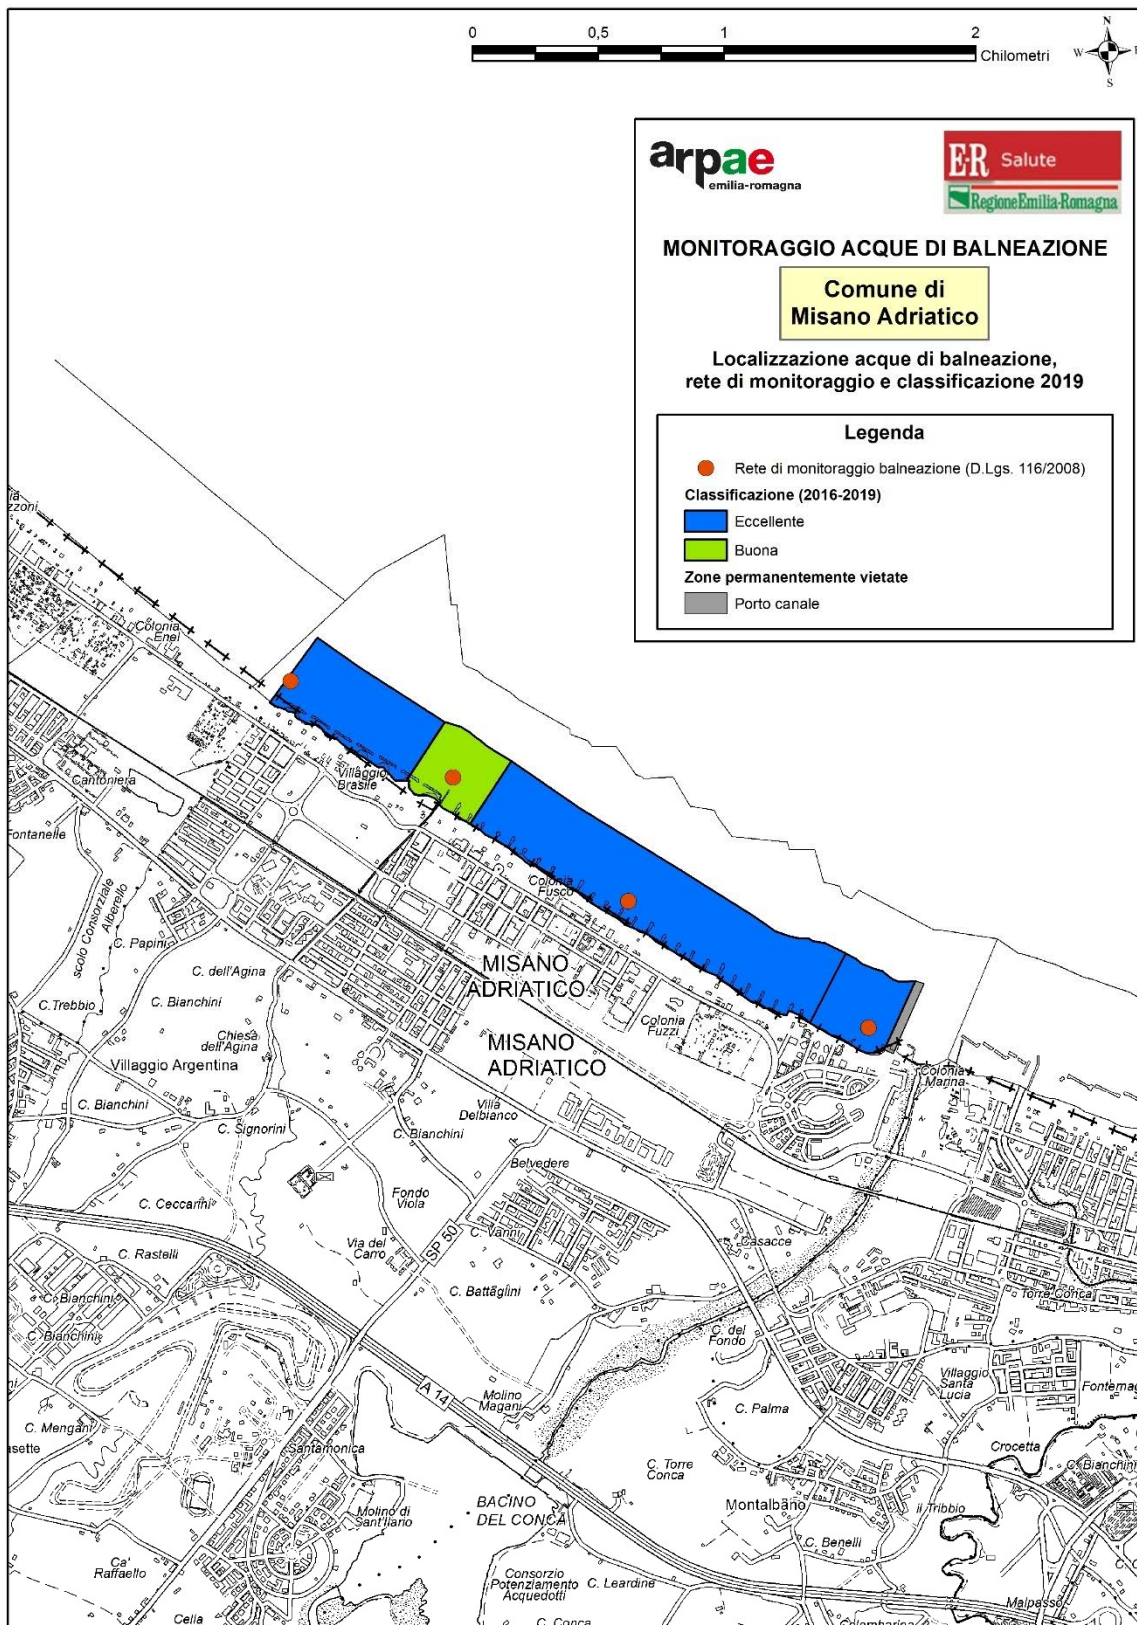 0 0,5 1 2
Chilometri
N
W E
S
arpae
emilia-romagna
E·R Salute
RegioneEmilia-Romagna
MONITORAGGIO ACQUE DI BALNEAZIONE
Comune di
Misano Adriatico
Localizzazione acque di balneazione,
rete di monitoraggio e classificazione 2019
Legenda
Rete di monitoraggio balneazione (D.Lgs. 116/2008)
Classificazione (2016-2019)
Eccellente
Buona
Zone permanentemente vietate
Porto canale
Colonia
Enel
Villaggio
Brasile
Cantoniera
Fontanelle
scolo Consorziale
Alberello
C. Papini
C. dell'Agina
C. Trebbio
C. Bianchini
Chiesa
dell'Agina
Villaggio Argentina
C. Bianchini
C. Signorini
Colonia
Fusco
MISANO
ADRIATICO
MISANO
ADRIATICO
Colonia
Fuzzi
Colonia
Marina
Villa
Delbianco
C. Bianchini
Belvedere
C. Ceccarini
Fondo
Viola
C. Rastelli
Via del
Carro
SP 50
C. Vanni
Casacce
C. Bianchini
C. Battaglini
Torre Conca
C. Bianchini
C. del
Fondo
A 14
Molino
Magani
Villaggio
Santa
Lucia
C. Palma
C. Mengani
Santamonica
Crocetta
C. Torre
Conca
C. Bianchini
BACINO
DEL CONCA
Montalbano
il Tribbio
Molino di
Sant'Ilario
C. Benelli
Ca'
Raffaello
Consorzio
Potenziamento
Acquedotti
C. Leardine
Malpasso
Cella
C. Conca